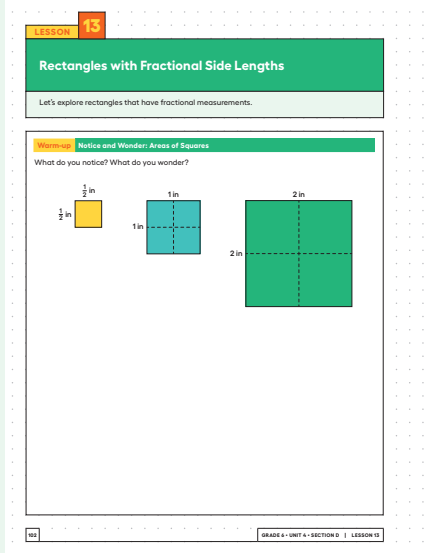 LESSON 13
Rectangles with Fractional Side Lengths
Let's explore rectangles that have fractional measurements.
Warm-up Notice and Wonder: Areas of Squares
What do you notice? What do you wonder?
1/2 in
1/2 in
1 in
1 in
2 in
2 in
102
GRADE 6 • UNIT 4 • SECTION D | LESSON 13